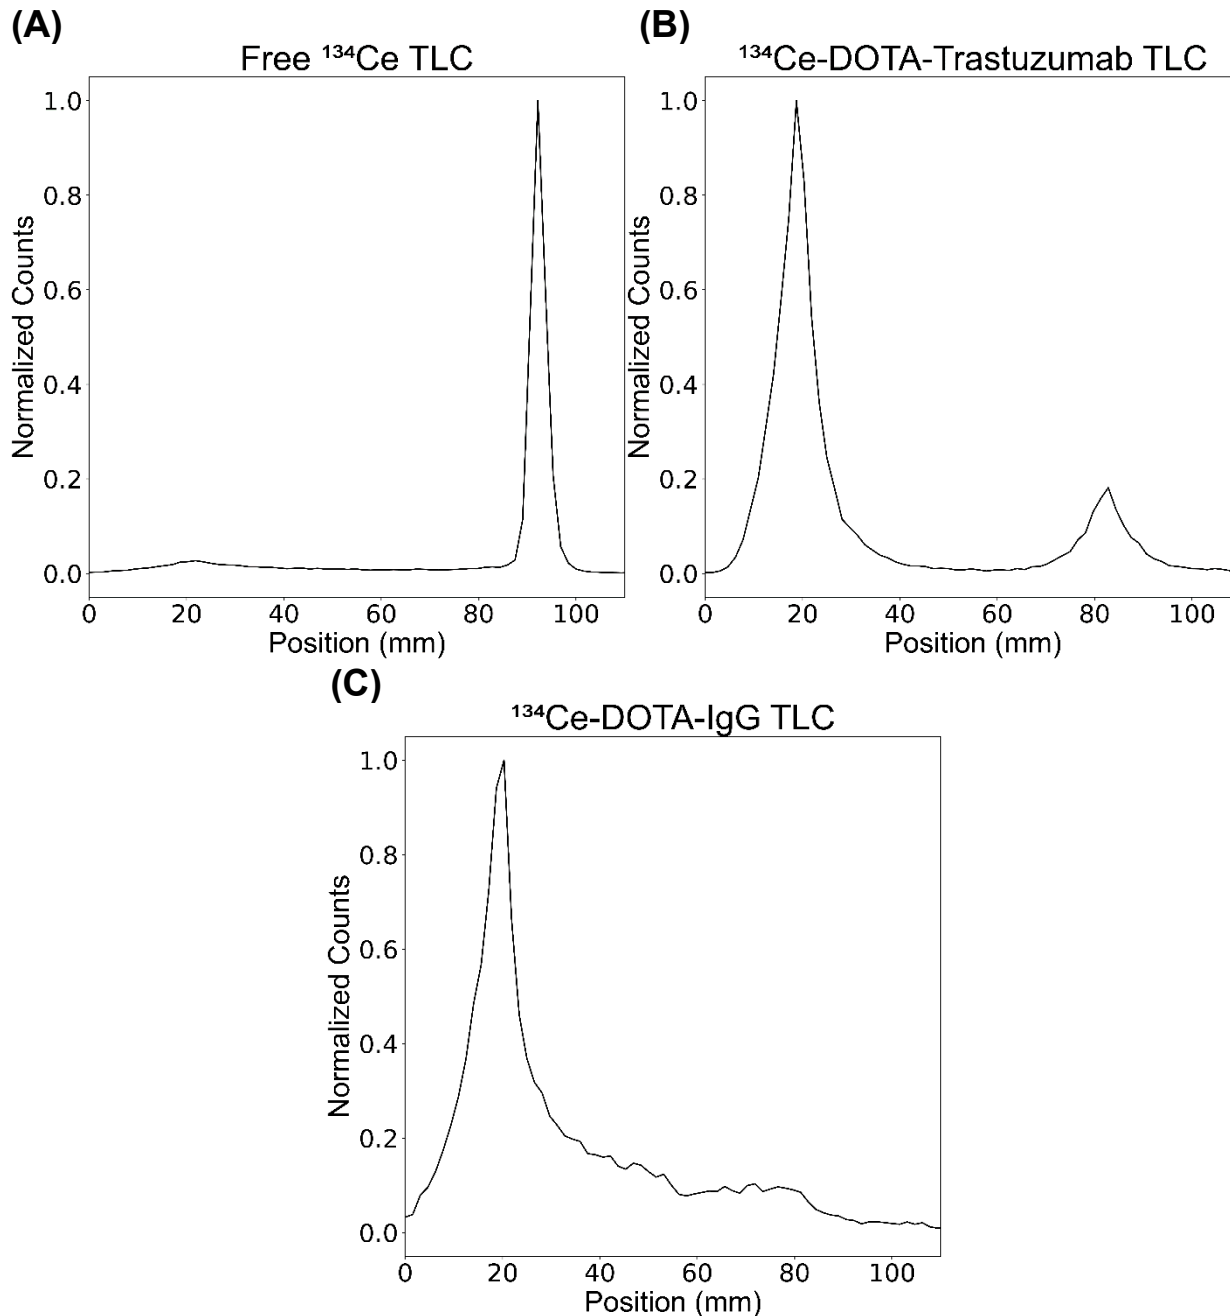 (A)
Free ¹³⁴Ce TLC
1.0
0.8
0.6
0.4
0.2
0.0
Normalized Counts
0 20 40 60 80 100
Position (mm)
(B)
¹³⁴Ce-DOTA-Trastuzumab TLC
1.0
0.8
0.6
0.4
0.2
0.0
Normalized Counts
0 20 40 60 80 100
Position (mm)
(C)
¹³⁴Ce-DOTA-IgG TLC
1.0
0.8
0.6
0.4
0.2
0.0
Normalized Counts
0 20 40 60 80 100
Position (mm)